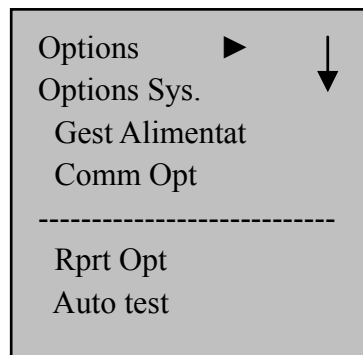 Options ►
Options Sys.
Gest Alimentat
Comm Opt
---------------------------
Rprt Opt
Auto test